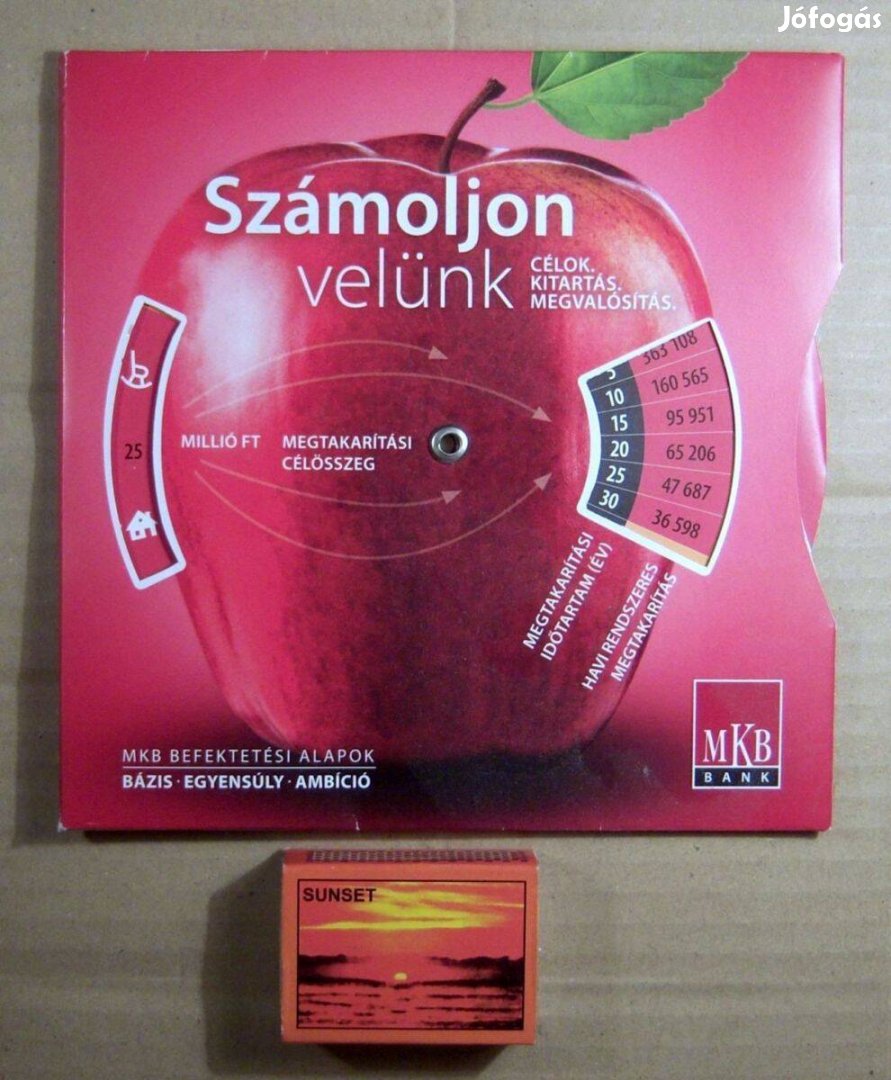 Jófogás
Számoljon
velünk
CÉLOK.
KITARTÁS.
MEGVALÓSÍTÁS.
25
MILLIÓ FT
MEGTAKARÍTÁSI
CÉLÖSSZEG
5 363 108
10 160 565
15 95 951
20 65 206
25 47 687
30 36 598
MEGTAKARÍTÁSI
IDŐTARTAM (ÉV)
HAVI RENDSZERES
MEGTAKARÍTÁS
MKB BEFEKTETÉSI ALAPOK
BÁZIS · EGYENSÚLY · AMBÍCIÓ
MKB
BANK
SUNSET